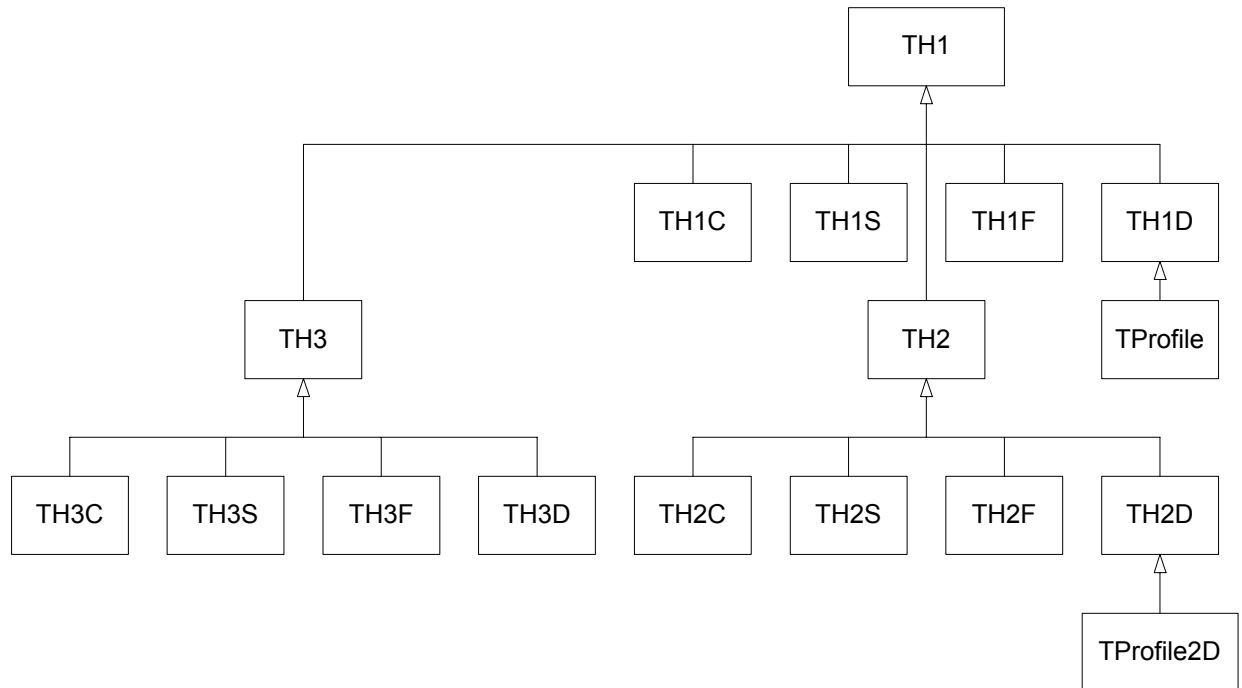 TH1
TH1C
TH1S
TH1F
TH1D
TH3
TH2
TProfile
TH3C
TH3S
TH3F
TH3D
TH2C
TH2S
TH2F
TH2D
TProfile2D